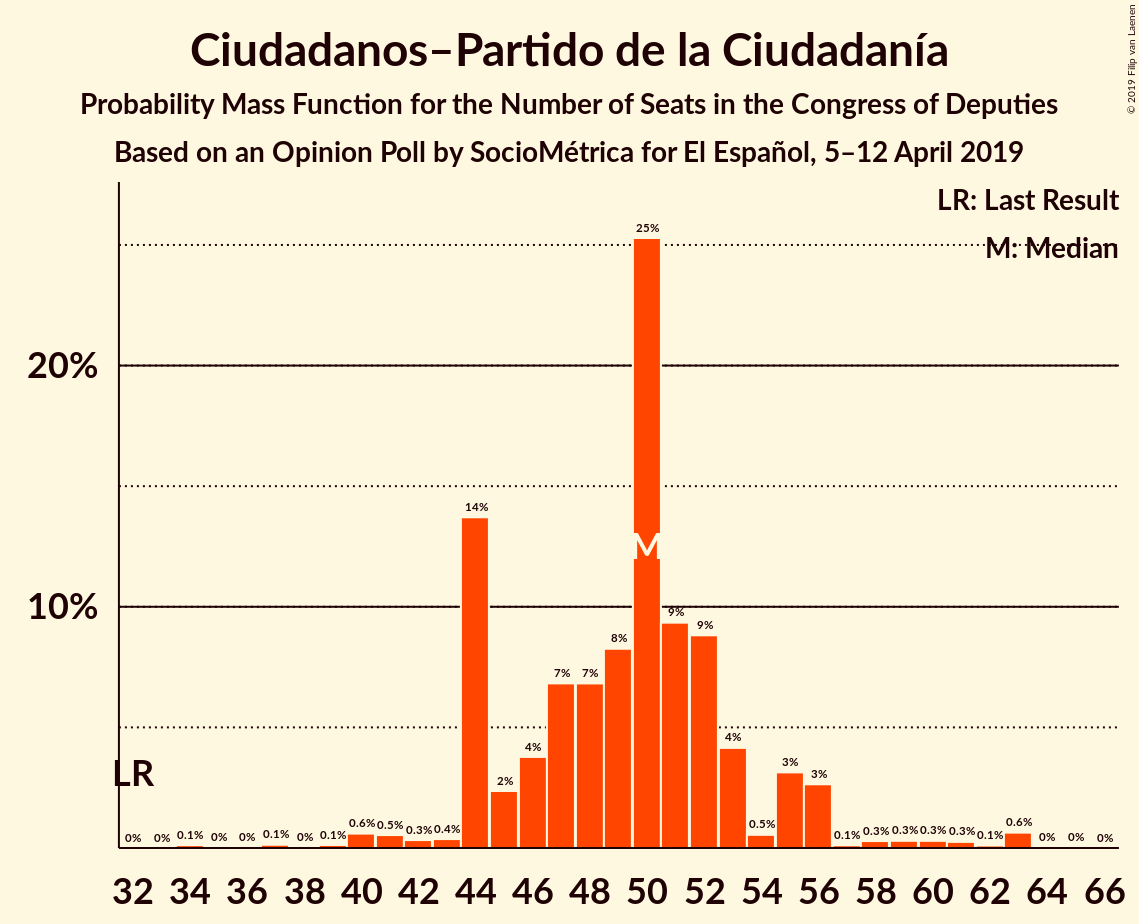 Ciudadanos–Partido de la Ciudadanía
Probability Mass Function for the Number of Seats in the Congress of Deputies
Based on an Opinion Poll by SocioMétrica for El Español, 5–12 April 2019
© 2019 Filip van Laenen
LR: Last Result
M: Median
20%
10%
LR
M
0% 0% 0.1% 0% 0% 0.1% 0% 0.1% 0.6% 0.5% 0.3% 0.4% 14% 2% 4% 7% 7% 8% 25% 9% 9% 4% 0.5% 3% 3% 0.1% 0.3% 0.3% 0.3% 0.3% 0.1% 0.6% 0% 0% 0%
32 34 36 38 40 42 44 46 48 50 52 54 56 58 60 62 64 66